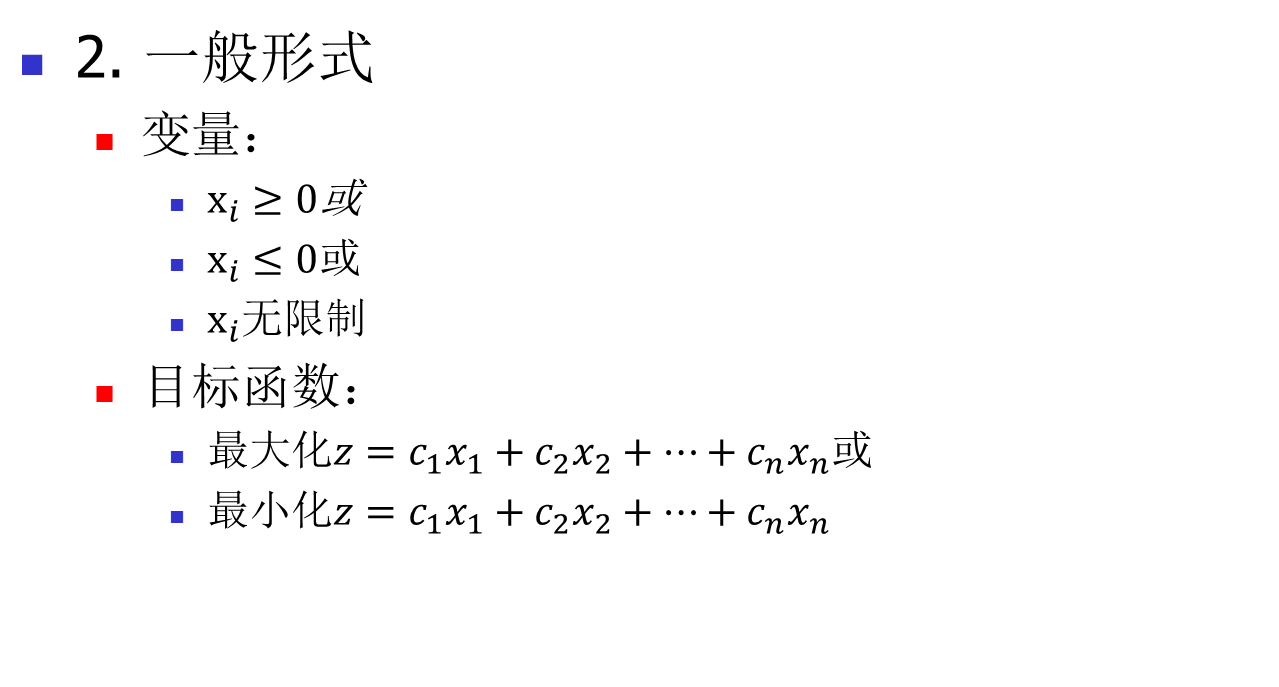 2. 一般形式
变量：
xᵢ ≥ 0或
xᵢ ≤ 0或
xᵢ无限制
目标函数：
最大化z = c₁x₁ + c₂x₂ + ⋯ + cₙxₙ或
最小化z = c₁x₁ + c₂x₂ + ⋯ + cₙxₙ